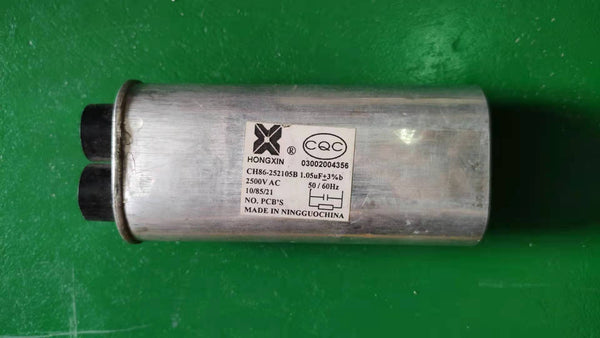 CQC
HONGXIN ® 03002004356
CH86-252105B 1.05uF±3%b
2500V AC 50 / 60Hz
10/85/21
NO. PCB'S
MADE IN NINGGUOCHINA